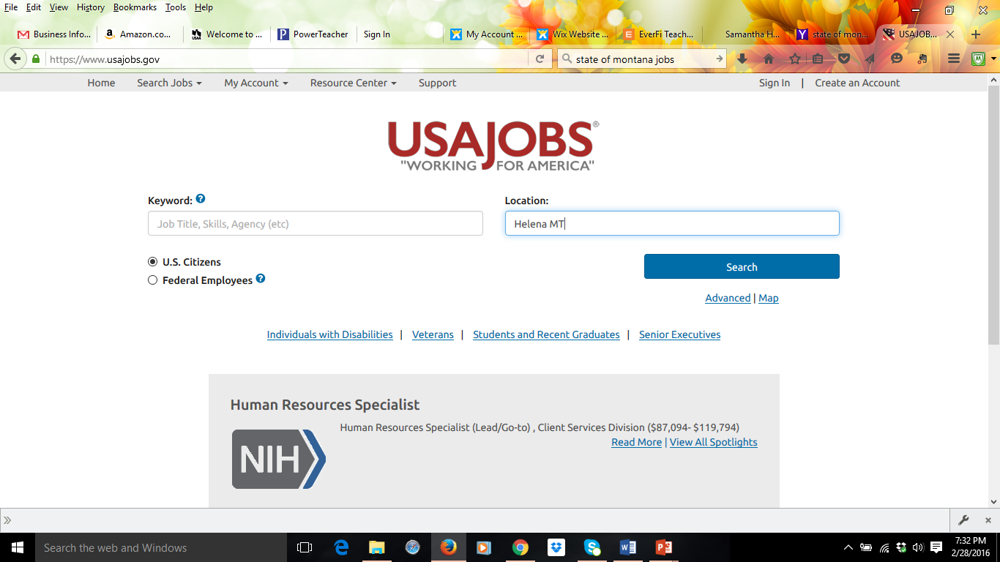 File Edit View History Bookmarks Tools Help
Business Info... Amazon.co... Welcome to ... PowerTeacher Sign In My Account ... Wix Website ... EverFi Teach... Samantha H... state of mon... USAJOB...
https://www.usajobs.gov state of montana jobs
Home Search Jobs My Account Resource Center Support Sign In | Create an Account
USAJOBS®
"WORKING FOR AMERICA"
Keyword: ? Location:
Job Title, Skills, Agency (etc) Helena MT
U.S. Citizens Search
Federal Employees ?
Advanced | Map
Individuals with Disabilities | Veterans | Students and Recent Graduates | Senior Executives
Human Resources Specialist
Human Resources Specialist (Lead/Go-to) , Client Services Division ($87,094- $119,794)
Read More | View All Spotlights
NIH
Search the web and Windows
7:32 PM
2/28/2016